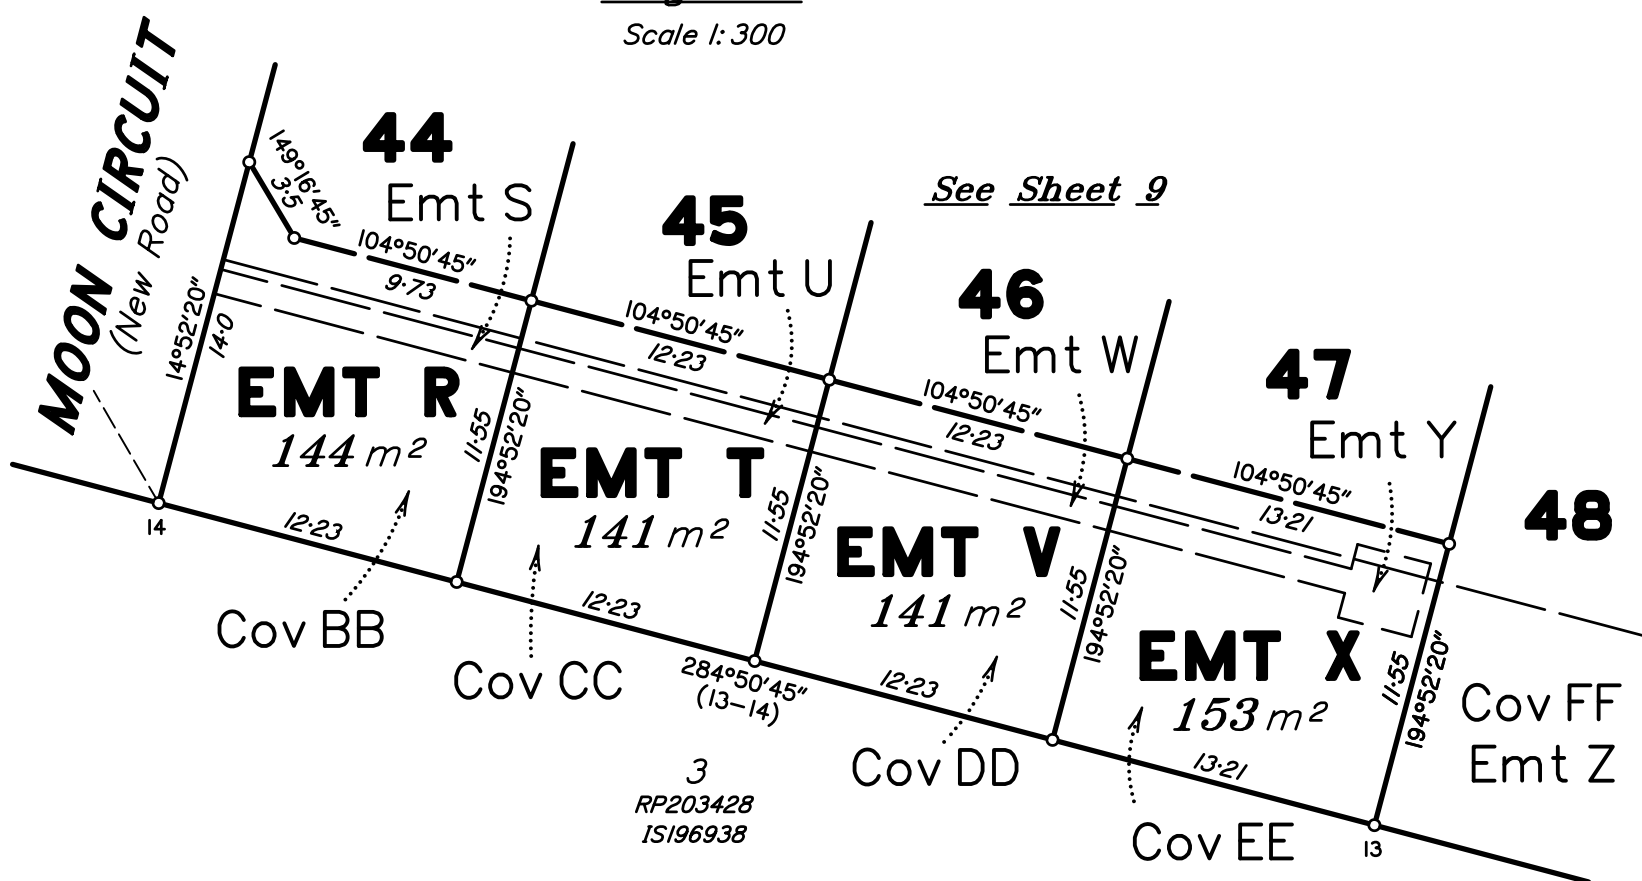 Scale 1:300
MOON CIRCUIT
(New Road)
44
Emt S
149°16'45"
3·5
104°50'45"
9·73
45
Emt U
See Sheet 9
104°50'45"
12·23
46
Emt W
104°50'45"
12·23
47
Emt Y
104°50'45"
13·21
48
14°52'20"
14·0
EMT R
144 m²
11·55
194°52'20"
EMT T
141 m²
11·55
194°52'20"
EMT V
141 m²
11·55
194°52'20"
EMT X
153 m²
11·55
194°52'20"
14
12·23
Cov BB
12·23
Cov CC
284°50'45"
(13–14)
12·23
Cov DD
13·21
Cov EE
13
Cov FF
Emt Z
3
RP203428
IS196938